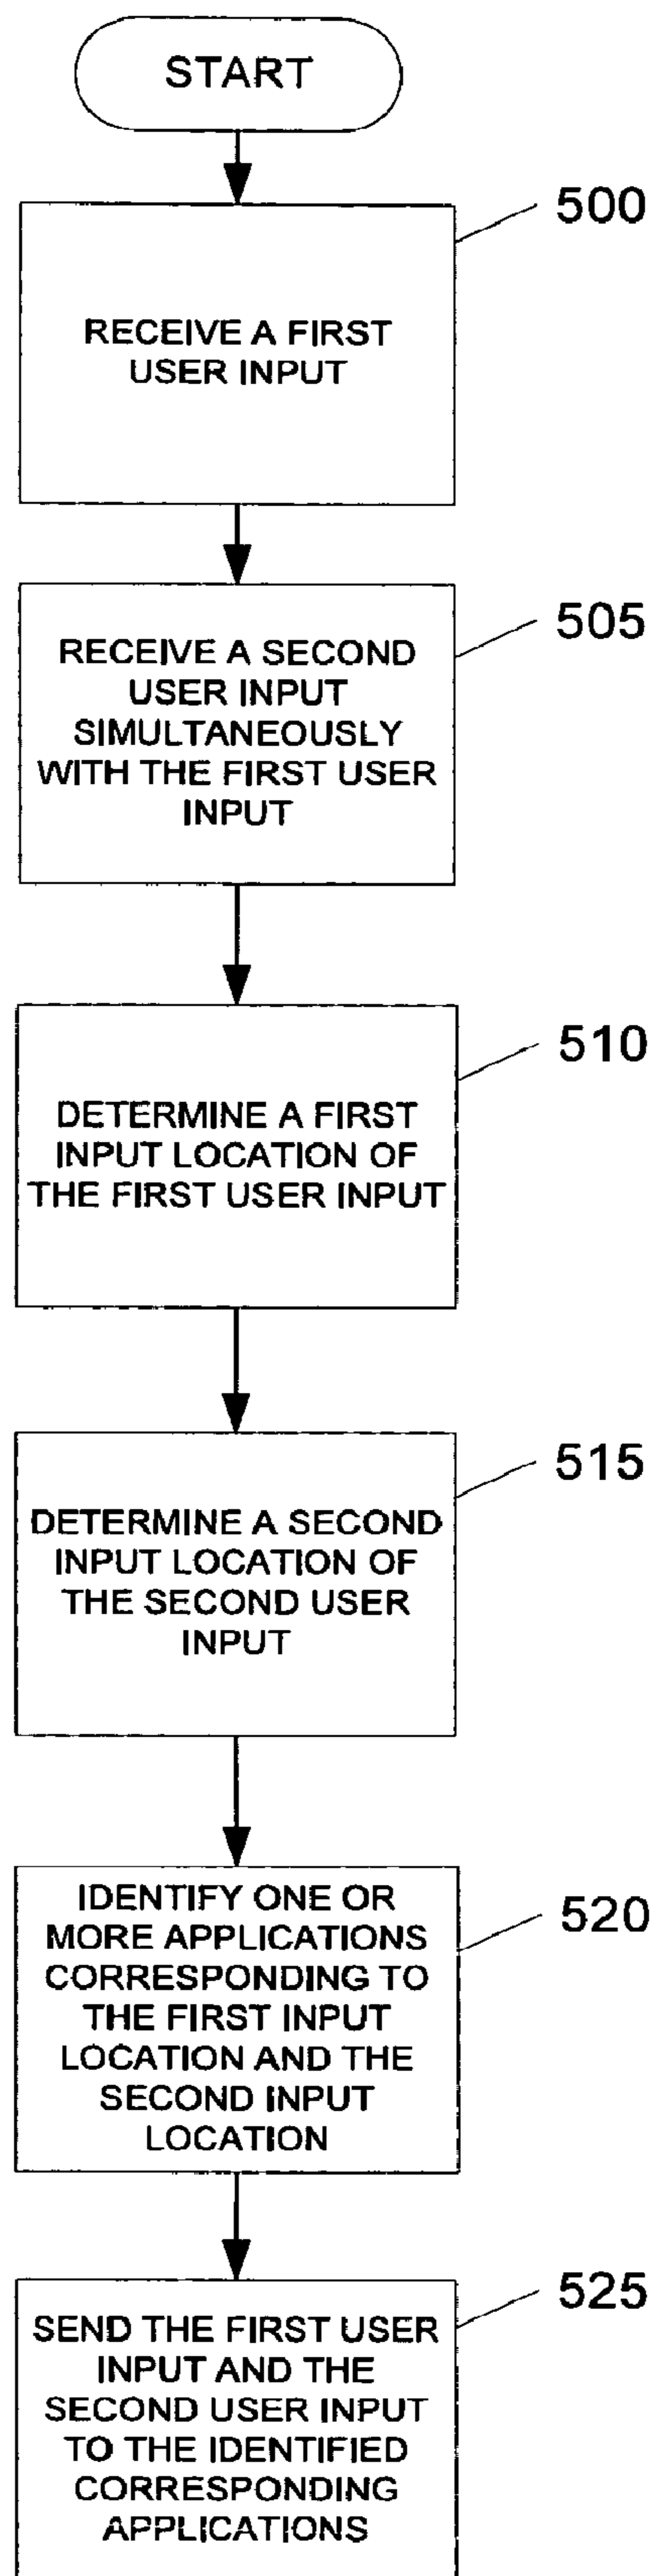 START
500
RECEIVE A FIRST
USER INPUT
505
RECEIVE A SECOND
USER INPUT
SIMULTANEOUSLY
WITH THE FIRST USER
INPUT
510
DETERMINE A FIRST
INPUT LOCATION OF
THE FIRST USER INPUT
515
DETERMINE A SECOND
INPUT LOCATION OF
THE SECOND USER
INPUT
520
IDENTIFY ONE OR
MORE APPLICATIONS
CORRESPONDING TO
THE FIRST INPUT
LOCATION AND THE
SECOND INPUT
LOCATION
525
SEND THE FIRST USER
INPUT AND THE
SECOND USER INPUT
TO THE IDENTIFIED
CORRESPONDING
APPLICATIONS